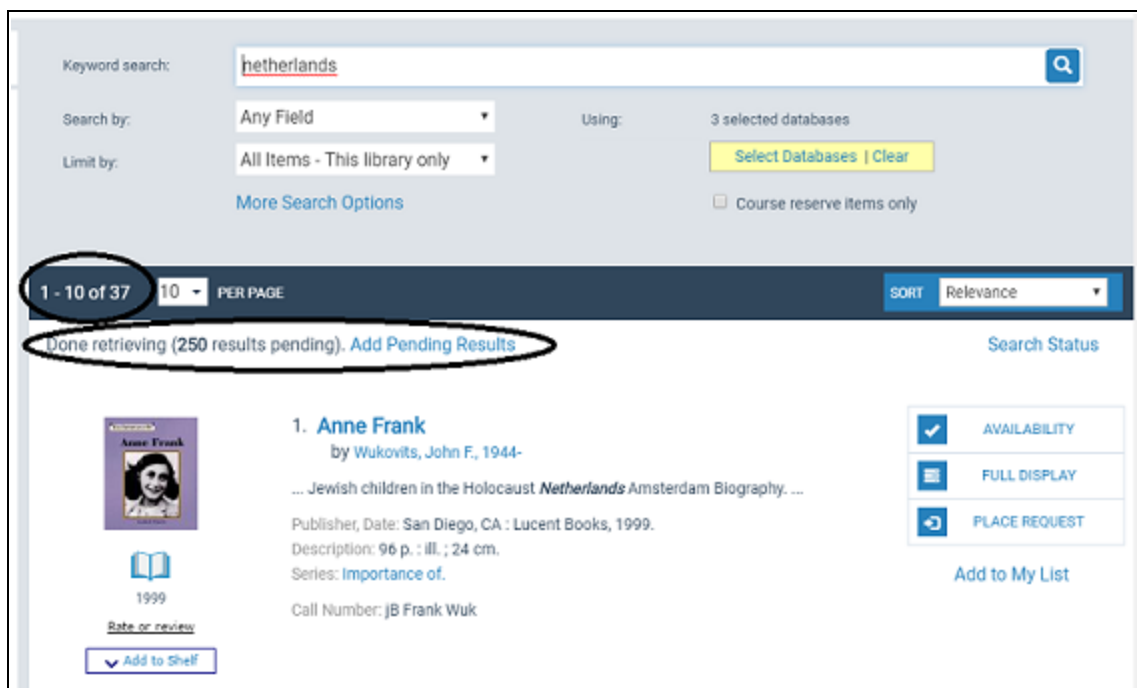 Keyword search: netherlands
Search by: Any Field Using: 3 selected databases
Limit by: All Items - This library only Select Databases | Clear
More Search Options Course reserve items only
1 - 10 of 37 10 PER PAGE SORT Relevance
Done retrieving (250 results pending). Add Pending Results Search Status
Anne Frank
1. Anne Frank
by Wukovits, John F., 1944-
... Jewish children in the Holocaust Netherlands Amsterdam Biography. ...
Publisher, Date: San Diego, CA : Lucent Books, 1999.
Description: 96 p. : ill. ; 24 cm.
Series: Importance of.
Call Number: jB Frank Wuk
1999
Rate or review
Add to Shelf
AVAILABILITY
FULL DISPLAY
PLACE REQUEST
Add to My List